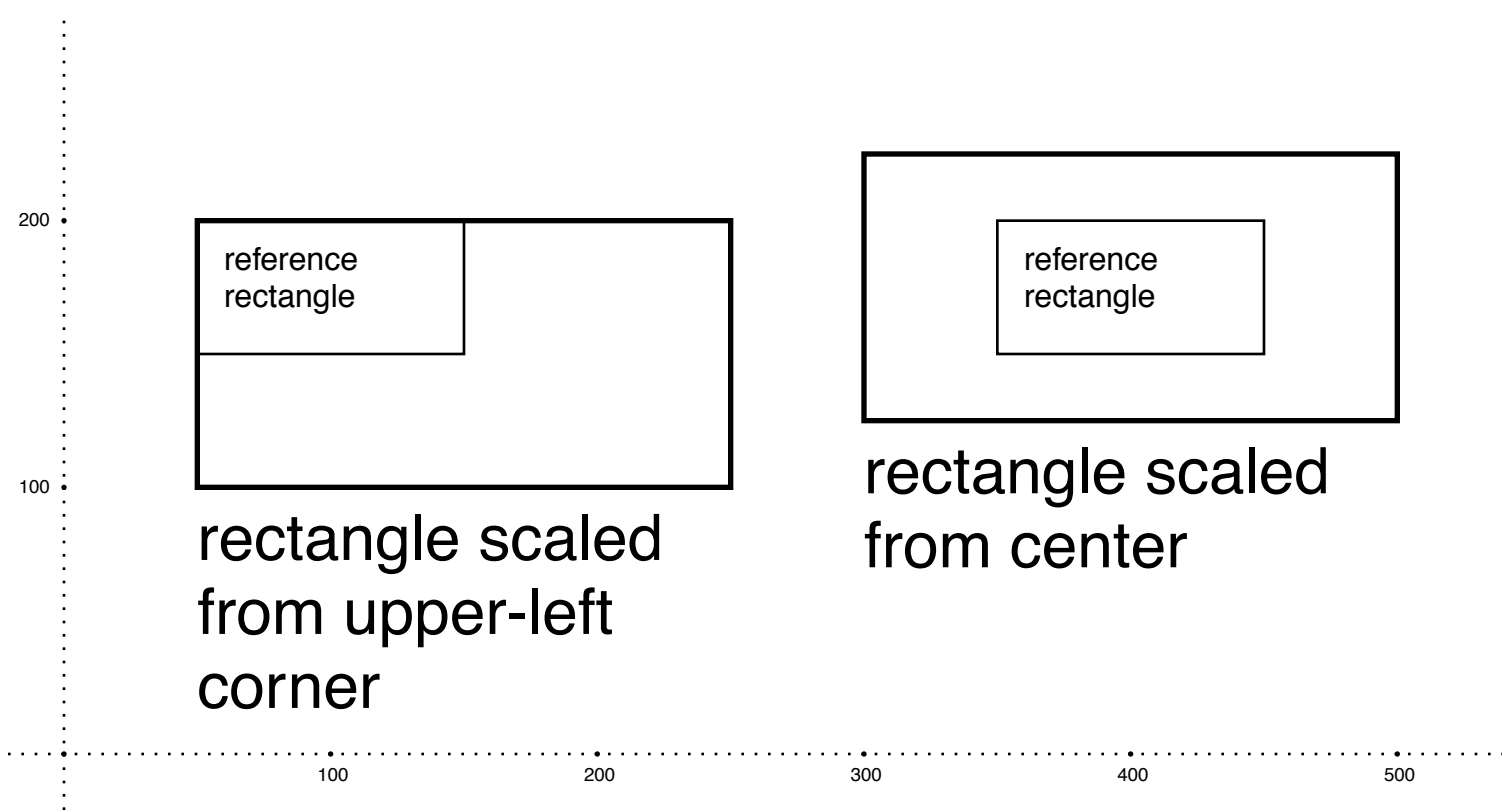 200
reference
rectangle
reference
rectangle
100
rectangle scaled
from upper-left
corner
rectangle scaled
from center
100
200
300
400
500